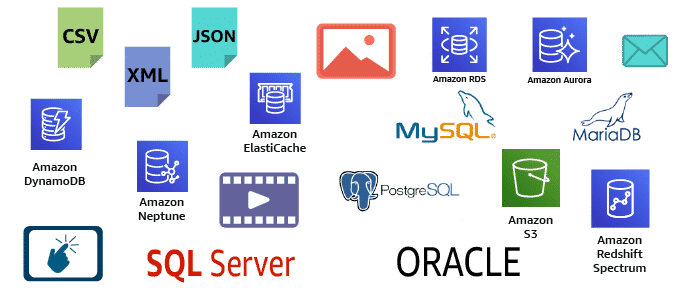 CSV
XML
JSON
Amazon RDS
Amazon Aurora
Amazon
DynamoDB
Amazon
ElastiCache
MySQL®
MariaDB
Amazon
Neptune
PostgreSQL
Amazon
S3
Amazon
Redshift
Spectrum
SQL Server
ORACLE